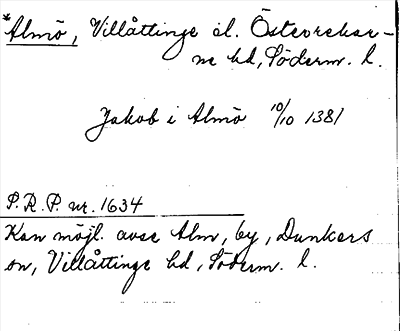 *Almö, Villåttinge el. Österrekar-
ne hd, Söderm. l.
Jakob i Almö 10/10 1381
P.R.P. nr. 1634
Kan möjl. avse Alm, by, Dunkers
sn, Villåttinge hd, Söderm. l.